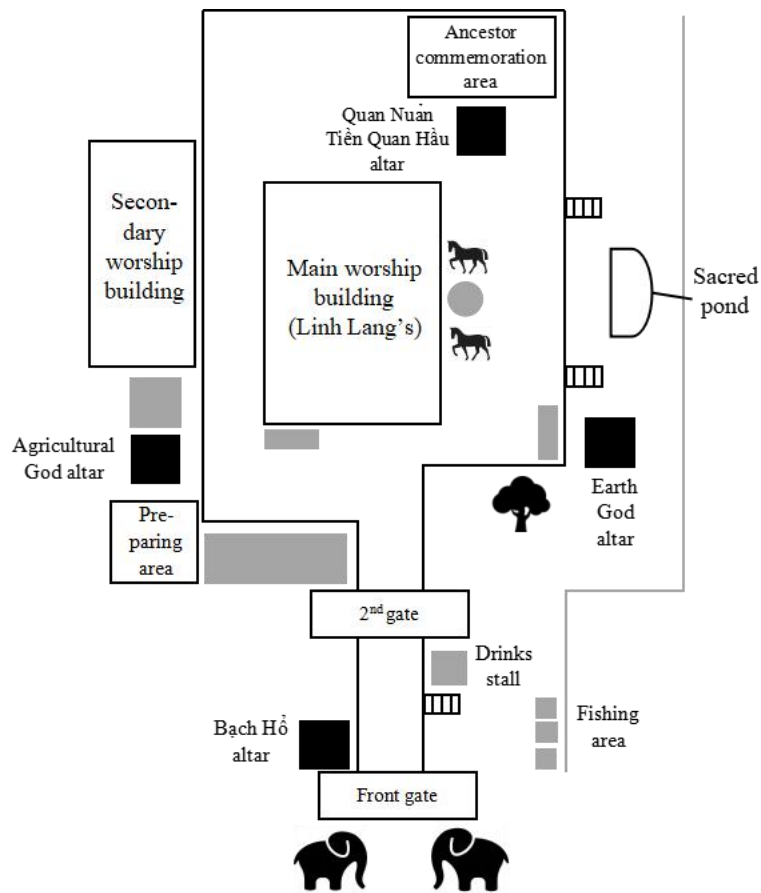 Ancestor
commemoration
area
Quan Nuản
Tiền Quan Hầu
altar
Secon-
dary
worship
building
Main worship
building
(Linh Lang’s)
Sacred
pond
Agricultural
God altar
Earth
God
altar
Pre-
paring
area
2nd gate
Drinks
stall
Bạch Hổ
altar
Fishing
area
Front gate